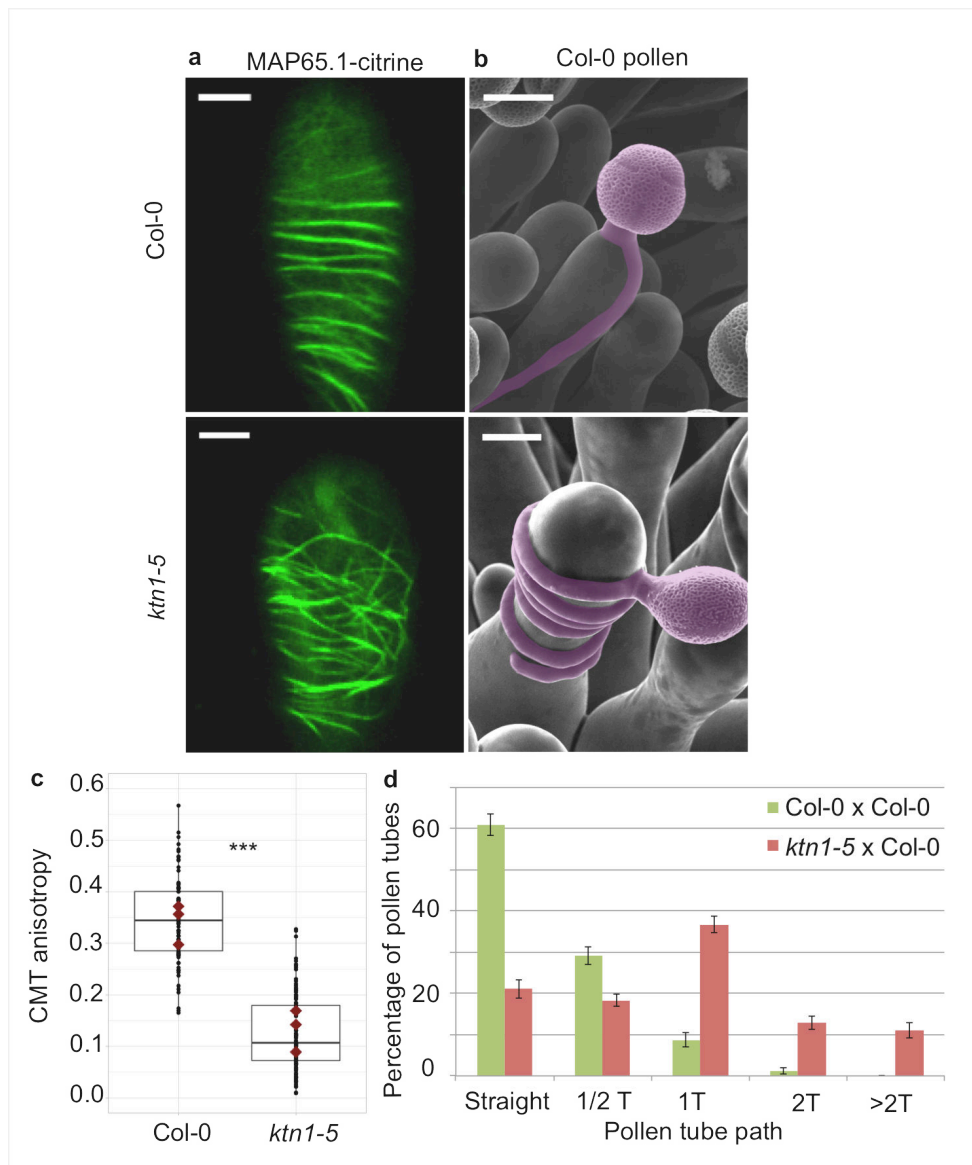 a MAP65.1-citrine
b Col-0 pollen
Col-0
ktn1-5
c
CMT anisotropy
0.6
0.5
0.4
0.3
0.2
0.1
0.0
***
Col-0 ktn1-5
d
Percentage of pollen tubes
60
40
20
0
Col-0 x Col-0
ktn1-5 x Col-0
Straight 1/2 T 1T 2T >2T
Pollen tube path